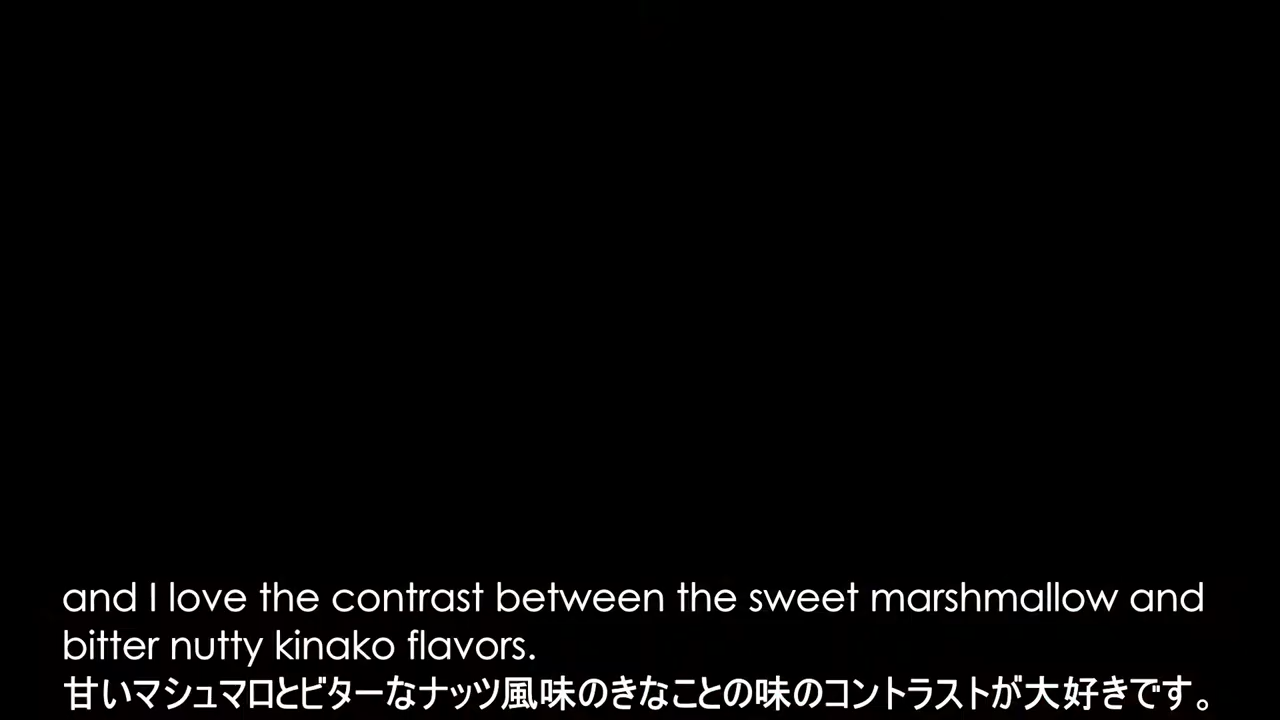 and I love the contrast between the sweet marshmallow and
bitter nutty kinako flavors.
甘いマシュマロとビターなナッツ風味のきなことの味のコントラストが大好きです。